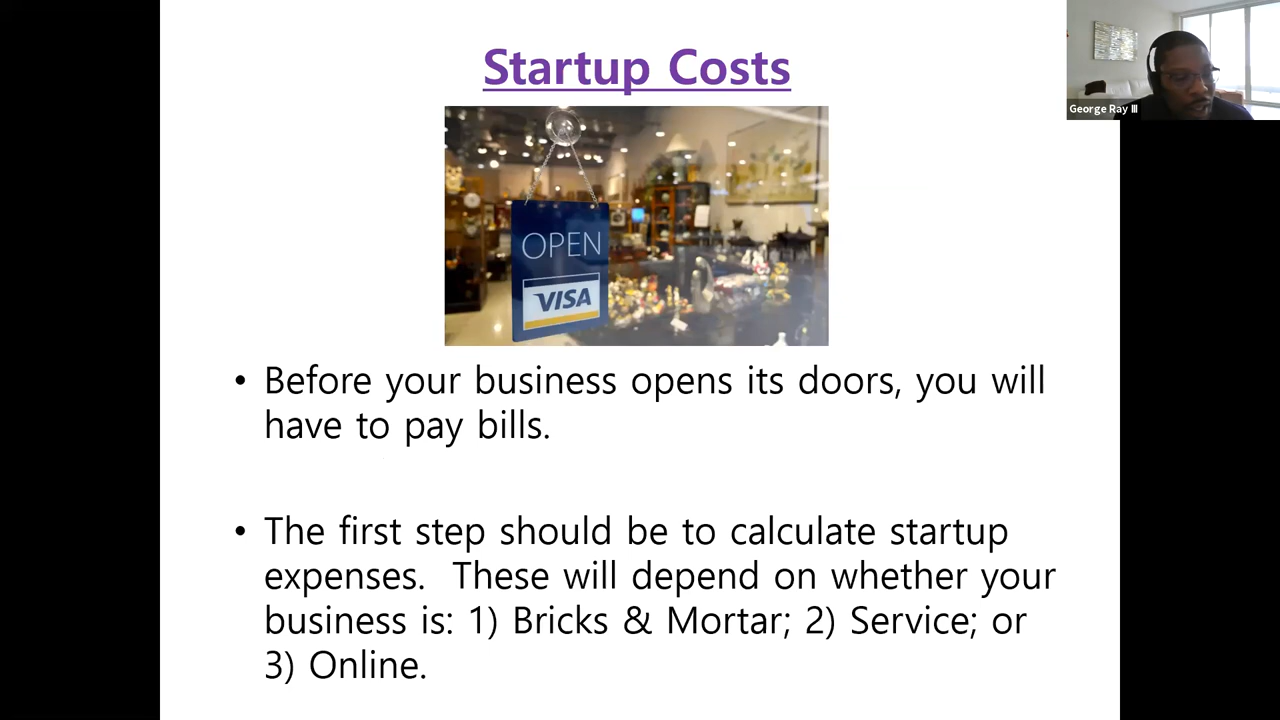 Startup Costs
George Ray III
OPEN
VISA
• Before your business opens its doors, you will
have to pay bills.
• The first step should be to calculate startup
expenses.  These will depend on whether your
business is: 1) Bricks & Mortar; 2) Service; or
3) Online.